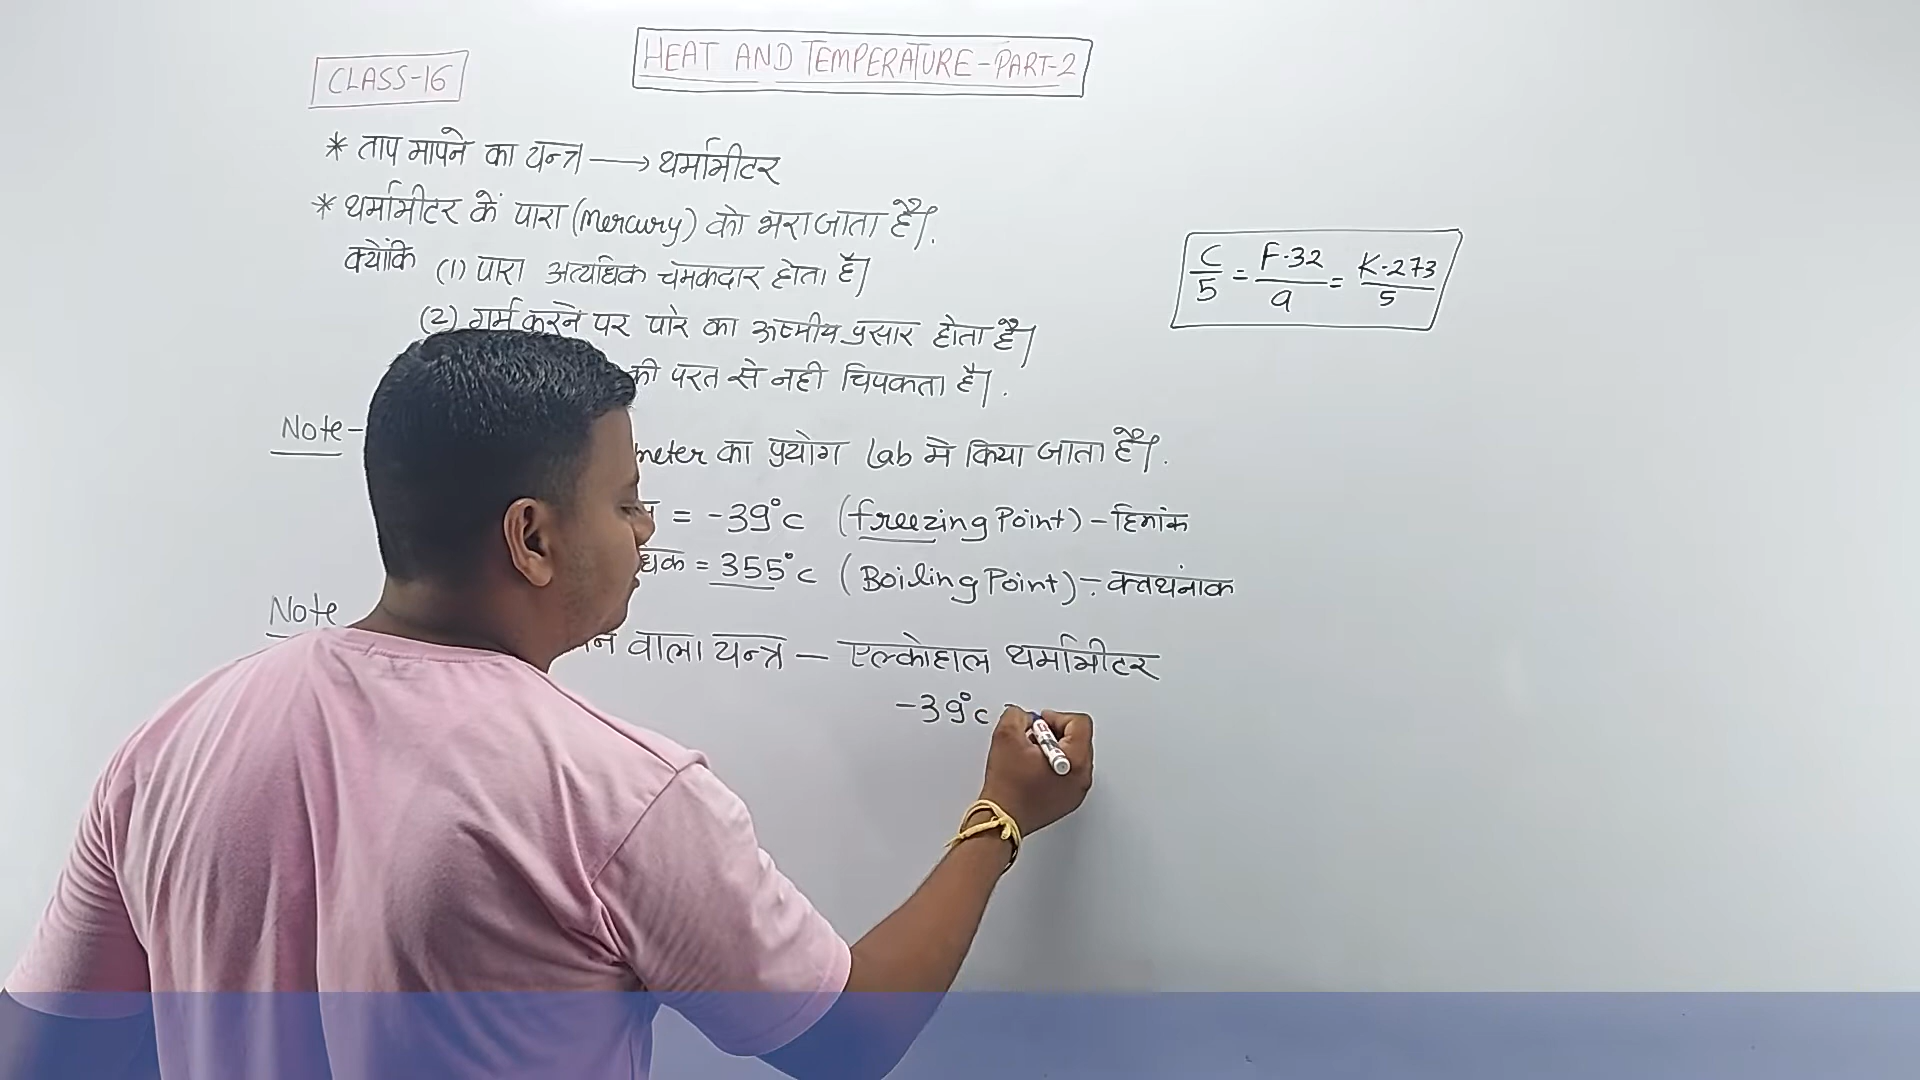 CLASS-16
HEAT AND TEMPERATURE-PART-2
* ताप मापने का यन्त्र → थर्मामीटर
* थर्मामीटर कें पारा (Mercury) को भरा जाता है।.
क्योंकि (1) पारा अत्यधिक चमकदार होता है।
(2) गर्म करने पर पारे का ऊष्मीय प्रसार होता है।
की परत से नही चिपकता है।.
Note-
meter का प्रयोग Lab मे किया जाता है।.
= -39°c (freezing Point) - हिमांक
= 355°c (Boiling Point) - क्वथंनाक
Note
वाला यन्त्र - एल्कोहाल थर्मामीटर
-39°c
C/5 = F-32/9 = K-273/5